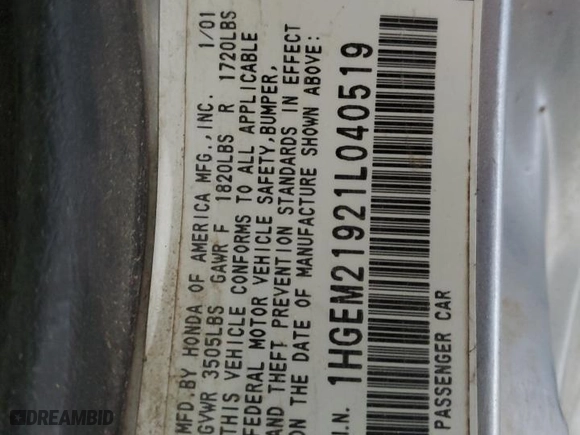 MFD.BY HONDA OF AMERICA MFG.,INC. 1/01
GVWR 3505LBS GAWR F 1820LBS R 1720LBS
THIS VEHICLE CONFORMS TO ALL APPLICABLE
FEDERAL MOTOR VEHICLE SAFETY,BUMPER,
AND THEFT PREVENTION STANDARDS IN EFFECT
ON THE DATE OF MANUFACTURE SHOWN ABOVE:
I.N. 1HGEM21921L040519
PASSENGER CAR
DREAMBID